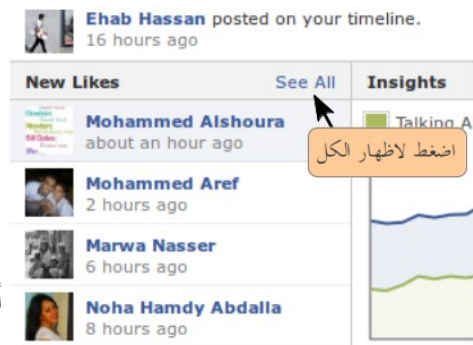 Ehab Hassan posted on your timeline.
16 hours ago
New Likes See All
Mohammed Alshoura
about an hour ago
Mohammed Aref
2 hours ago
Marwa Nasser
6 hours ago
Noha Hamdy Abdalla
8 hours ago
Insights
Talking A
اضغط لاظهار الكل